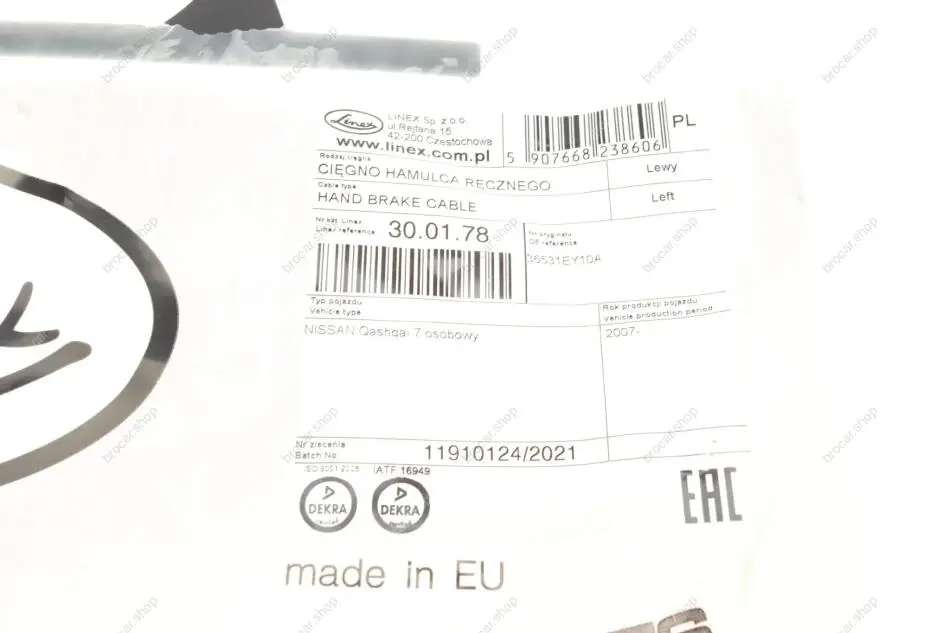 Linex
LINEX Sp. z o.o.
ul. Rejtana 15
42-200 Częstochowa
www.linex.com.pl
5 907668 238606
PL
Rodzaj cięgna
CIĘGNO HAMULCA RĘCZNEGO
Lewy
Cable type
HAND BRAKE CABLE
Left
Nr kat. Linex
Linex reference
30.01.78
Nr oryginału
OE reference
36531EY10A
Typ pojazdu
Vehicle type
Rok produkcji pojazdu
Vehicle production period
NISSAN Qashqai 7 osobowy
2007-
Nr zlecenia
Batch No
11910124/2021
IATF 16949
DEKRA
DEKRA
EAC
made in EU
brocar.shop